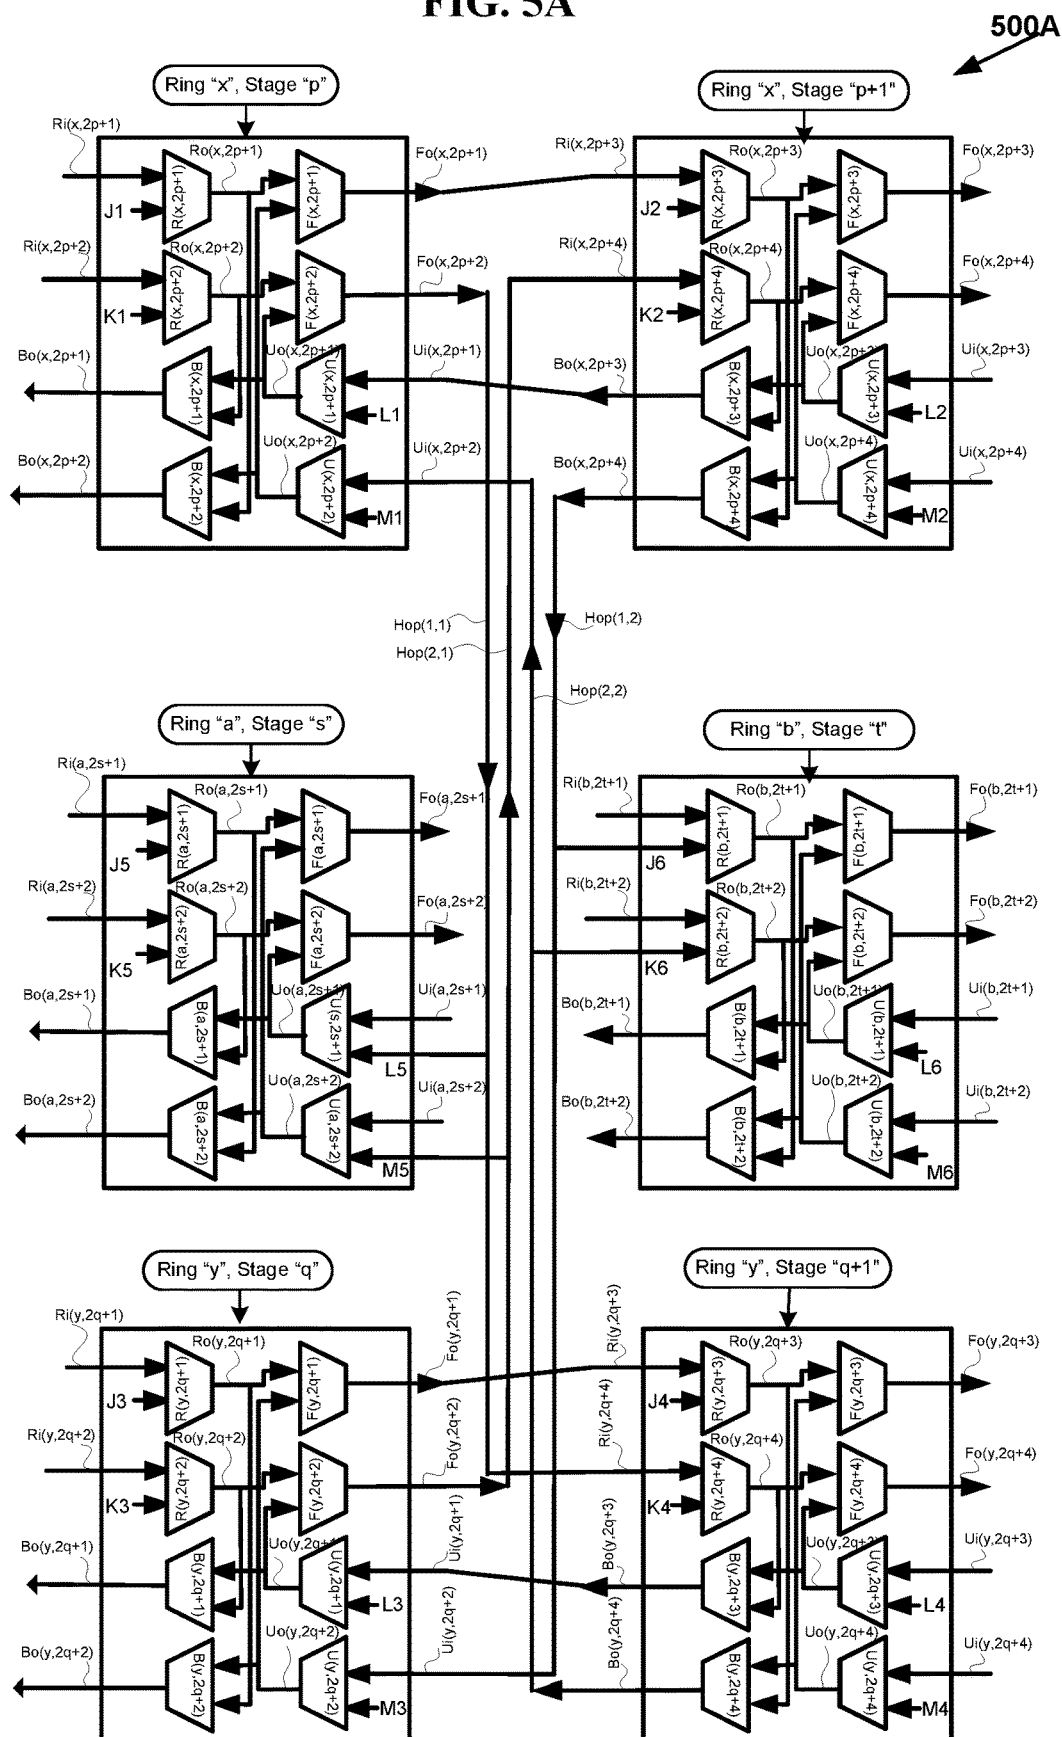 FIG. 5A
500A
Ring “x”, Stage “p”
Ring “x”, Stage “p+1"
Ri(x,2p+1)
Ro(x,2p+1)
Fo(x,2p+1)
Ri(x,2p+3)
Ro(x,2p+3)
Fo(x,2p+3)
R(x,2p+1)
F(x,2p+1)
R(x,2p+3)
F(x,2p+3)
J1
J2
Ri(x,2p+2)
Ro(x,2p+2)
Fo(x,2p+2)
Ri(x,2p+4)
Ro(x,2p+4)
Fo(x,2p+4)
R(x,2p+2)
F(x,2p+2)
R(x,2p+4)
F(x,2p+4)
K1
K2
Bo(x,2p+1)
Uo(x,2p+1)
Ui(x,2p+1)
Bo(x,2p+3)
Uo(x,2p+3)
Ui(x,2p+3)
B(x,2p+1)
U(x,2p+1)
B(x,2p+3)
U(x,2p+3)
L1
L2
Bo(x,2p+2)
Uo(x,2p+2)
Ui(x,2p+2)
Bo(x,2p+4)
Uo(x,2p+4)
Ui(x,2p+4)
B(x,2p+2)
U(x,2p+2)
B(x,2p+4)
U(x,2p+4)
M1
M2
Hop(1,1)
Hop(1,2)
Hop(2,1)
Hop(2,2)
Ring “a”, Stage “s”
Ring “b”, Stage “t"
Ri(a,2s+1)
Ro(a,2s+1)
Fo(a,2s+1
Ri(b,2t+1)
Ro(b,2t+1)
Fo(b,2t+1)
R(a,2s+1)
F(a,2s+1)
R(b,2t+1)
F(b,2t+1)
J5
J6
Ri(a,2s+2)
Ro(a,2s+2)
Fo(a,2s+2)
Ri(b,2t+2)
Ro(b,2t+2)
Fo(b,2t+2)
R(a,2s+2)
F(a,2s+2)
R(b,2t+2)
F(b,2t+2)
K5
K6
Bo(a,2s+1)
Uo(a,2s+1)
Ui(a,2s+1)
Bo(b,2t+1)
Uo(b,2t+1)
Ui(b,2t+1)
B(a,2s+1)
U(s,2s+1)
B(b,2t+1)
U(b,2t+1)
L5
L6
Bo(a,2s+2)
Uo(a,2s+2)
Ui(a,2s+2)
Bo(b,2t+2)
Uo(b,2t+2)
Ui(b,2t+2)
B(a,2s+2)
U(a,2s+2)
B(b,2t+2)
U(b,2t+2)
M5
M6
Ring “y”, Stage “q”
Ring “y”, Stage “q+1"
Ri(y,2q+1)
Ro(y,2q+1)
Fo(y,2q+1)
Ri(y,2q+3)
Ro(y,2q+3)
Fo(y,2q+3)
R(y,2q+1)
F(y,2q+1)
R(y,2q+3)
F(y,2q+3)
J3
J4
Ri(y,2q+2)
Ro(y,2q+2)
Fo(y,2q+2)
Ri(y,2q+4)
Ro(y,2q+4)
Fo(y,2q+4)
R(y,2q+2)
F(y,2q+2)
R(y,2q+4)
F(y,2q+4)
K3
K4
Bo(y,2q+1)
Uo(y,2q+1)
Ui(y,2q+1)
Bo(y,2q+3)
Uo(y,2q+3)
Ui(y,2q+3)
B(y,2q+1)
U(y,2q+1)
B(y,2q+3)
U(y,2q+3)
L3
L4
Bo(y,2q+2)
Uo(y,2q+2)
Ui(y,2q+2)
Bo(y,2q+4)
Uo(y,2q+4)
Ui(y,2q+4)
B(y,2q+2)
U(y,2q+2)
B(y,2q+4)
U(y,2q+4)
M3
M4